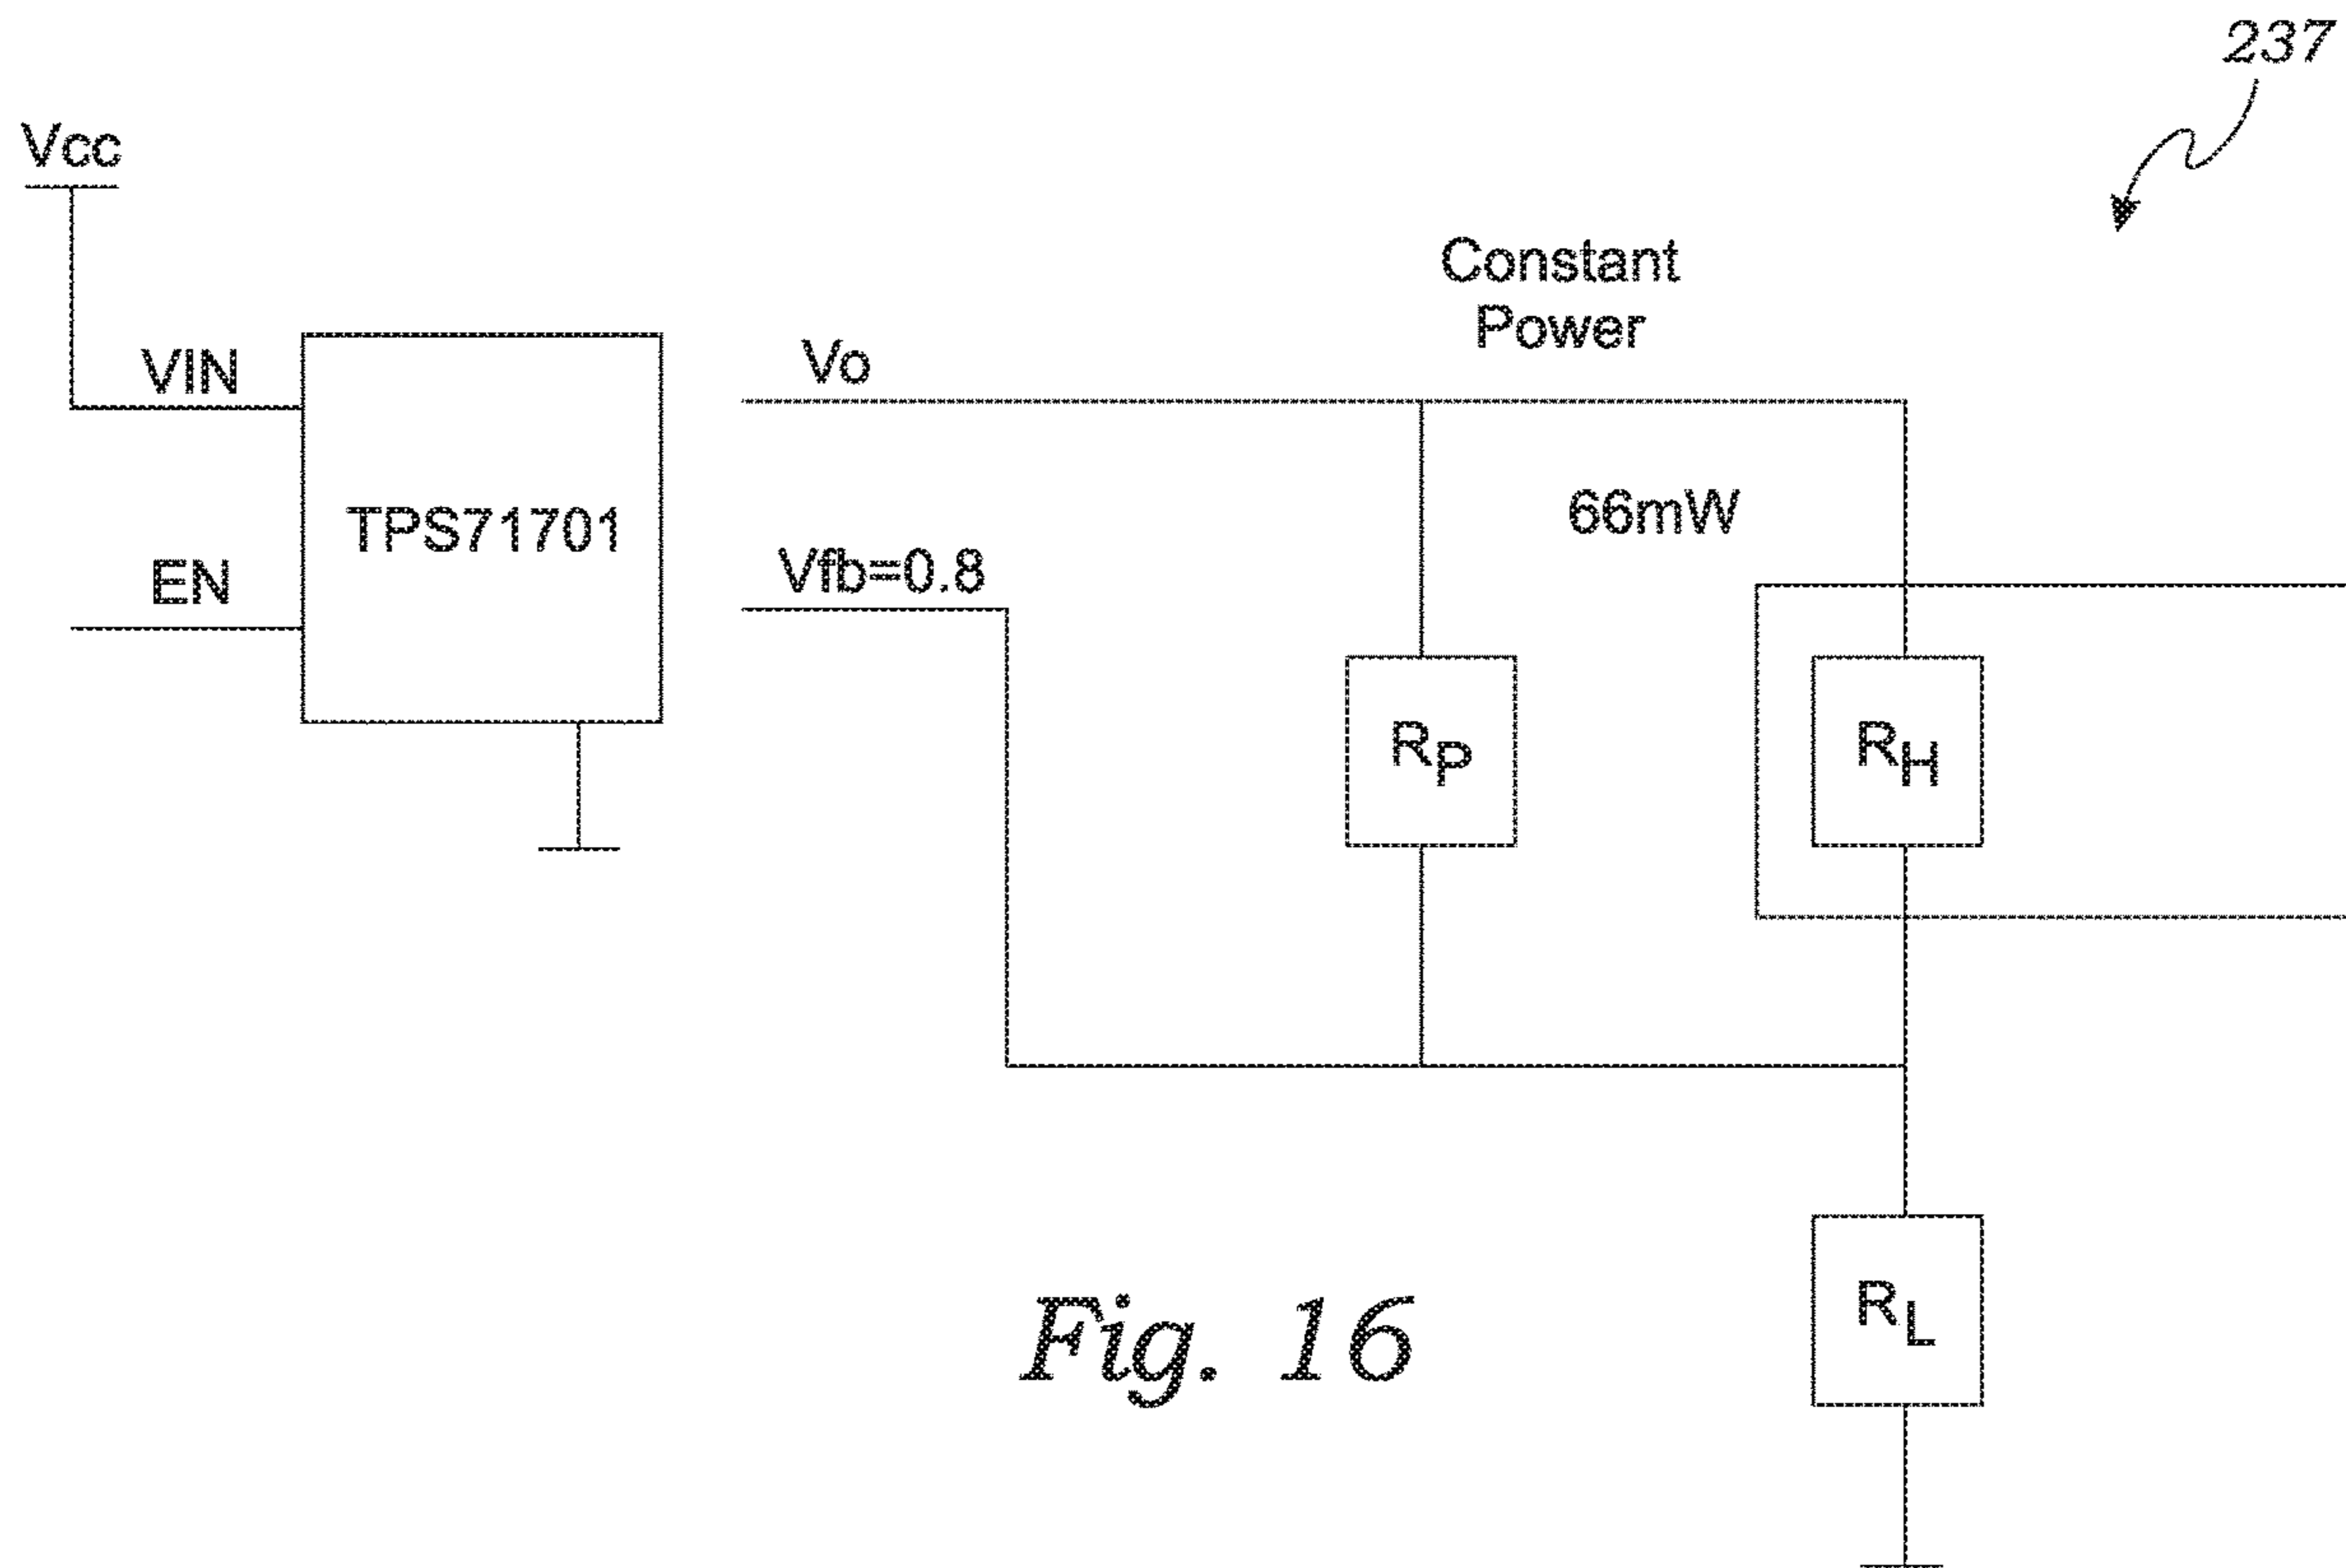 237
Vcc
VIN
EN
TPS71701
Vo
Vfb=0.8
Constant
Power
66mW
RP
RH
RL
Fig. 16